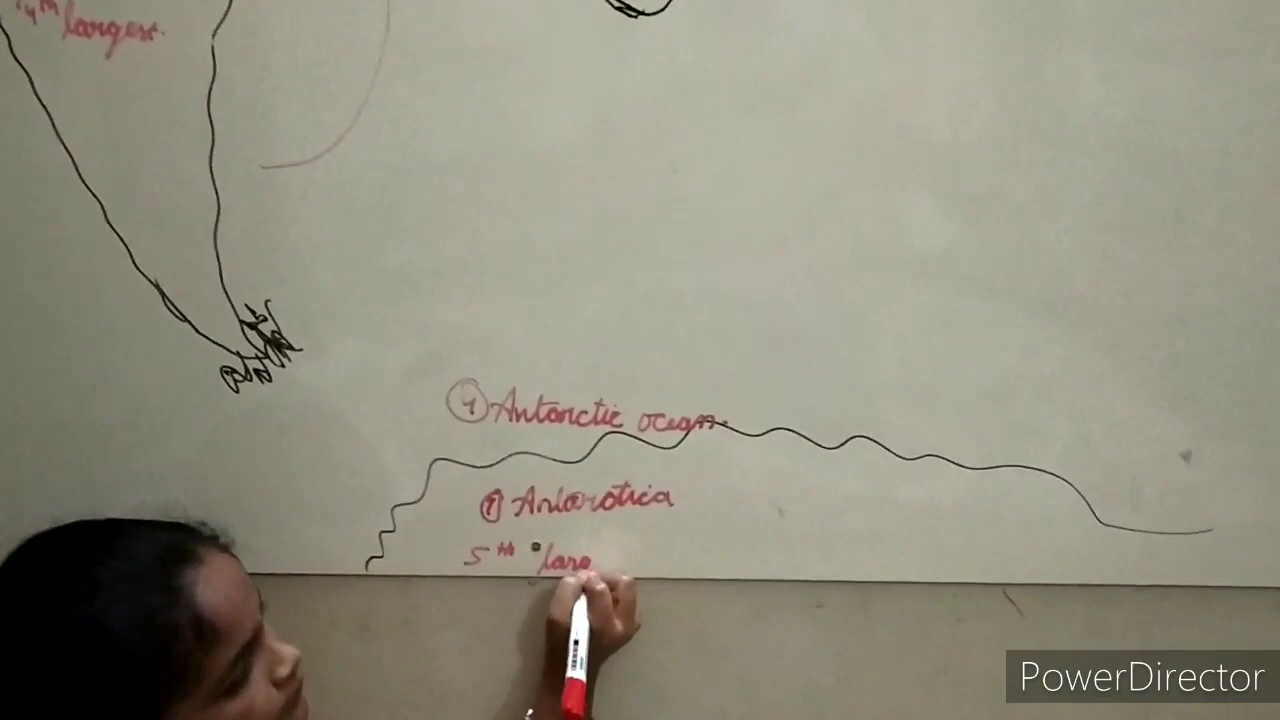 4th largest.
④ Antarctic ocean.
⑦ Antarctica
5th larg
PowerDirector